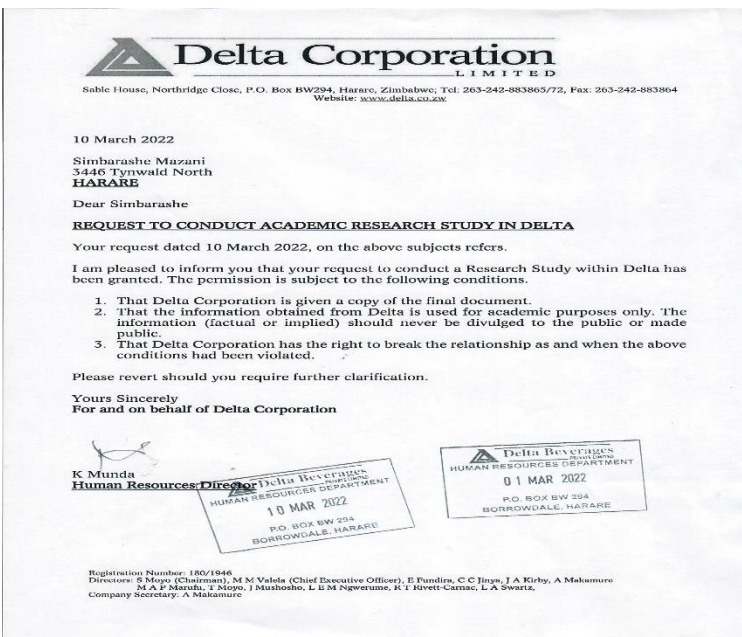 Delta Corporation
LIMITED
Sable House, Northridge Close, P.O. Box BW294, Harare, Zimbabwe; Tel: 263-242-883865/72, Fax: 263-242-883864
Website: www.delta.co.zw
10 March 2022
Simbarashe Mazani
3446 Tynwald North
HARARE
Dear Simbarashe
REQUEST TO CONDUCT ACADEMIC RESEARCH STUDY IN DELTA
Your request dated 10 March 2022, on the above subjects refers.
I am pleased to inform you that your request to conduct a Research Study within Delta has
been granted. The permission is subject to the following conditions.
1. That Delta Corporation is given a copy of the final document.
2. That the information obtained from Delta is used for academic purposes only. The
information (factual or implied) should never be divulged to the public or made
public.
3. That Delta Corporation has the right to break the relationship as and when the above
conditions had been violated.
Please revert should you require further clarification.
Yours Sincerely
For and on behalf of Delta Corporation
K Munda
Human Resources Director
Delta Beverages
PRIVATE LIMITED
HUMAN RESOURCES DEPARTMENT
10 MAR 2022
P.O. BOX BW 294
BORROWDALE, HARARE
Delta Beverages
PRIVATE LIMITED
HUMAN RESOURCES DEPARTMENT
01 MAR 2022
P.O. BOX BW 294
BORROWDALE, HARARE
Registration Number: 180/1946
Directors: S Moyo (Chairman), M M Valela (Chief Executive Officer), E Fundira, C C Jinya, J A Kirby, A Makamure
M A P Marufu, T Moyo, J Mushosho, L E M Ngwerume, R T Rivett-Carnac, L A Swartz,
Company Secretary: A Makamure